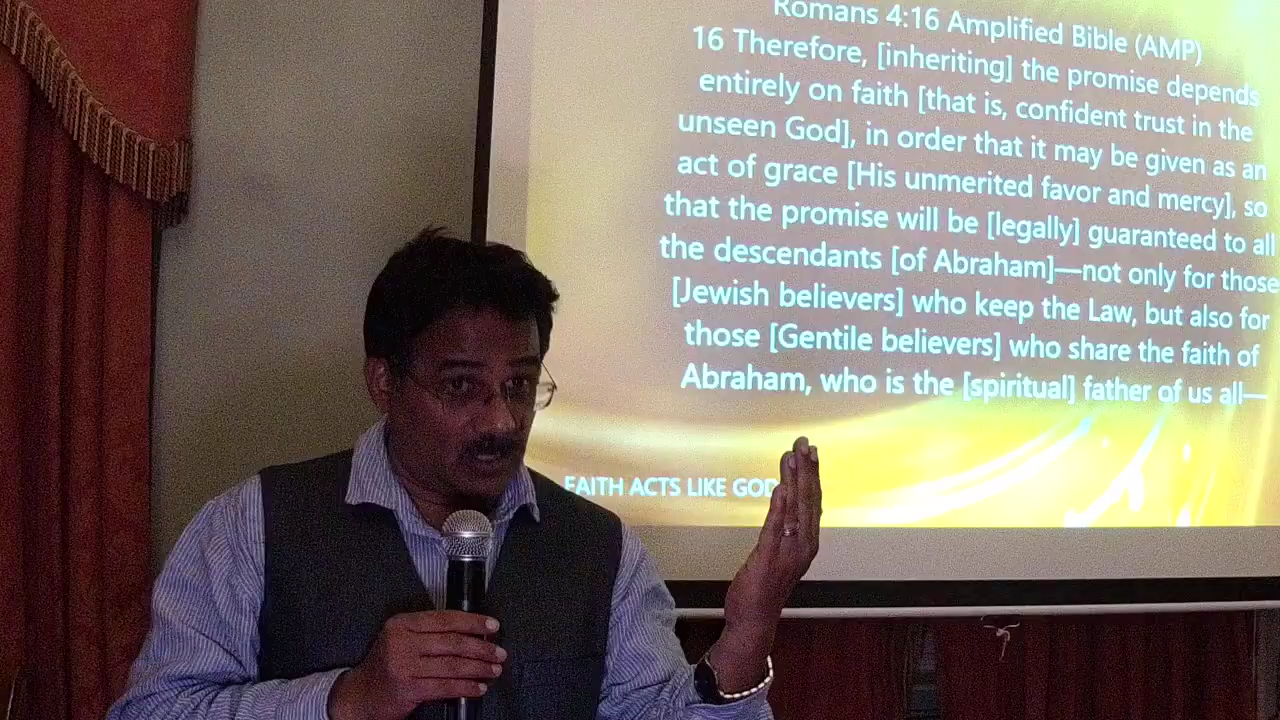 Romans 4:16 Amplified Bible (AMP)
16 Therefore, [inheriting] the promise depends
entirely on faith [that is, confident trust in the
unseen God], in order that it may be given as an
act of grace [His unmerited favor and mercy], so
that the promise will be [legally] guaranteed to all
the descendants [of Abraham]—not only for those
[Jewish believers] who keep the Law, but also for
those [Gentile believers] who share the faith of
Abraham, who is the [spiritual] father of us all—
FAITH ACTS LIKE GOD